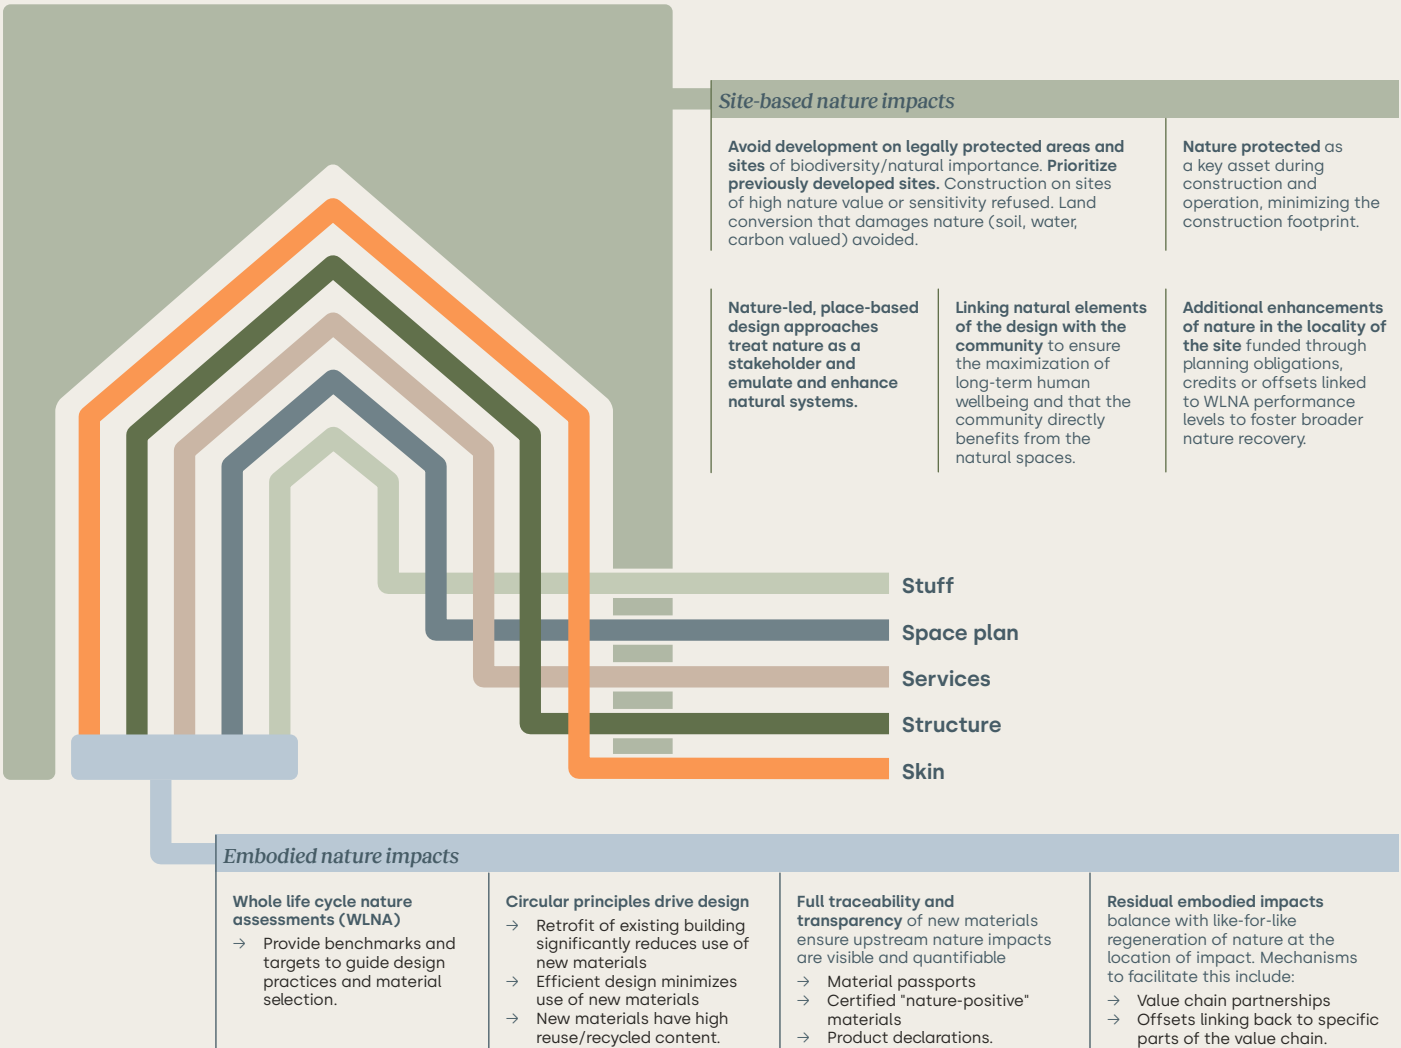 Site-based nature impacts
Avoid development on legally protected areas and
sites of biodiversity/natural importance. Prioritize
previously developed sites. Construction on sites
of high nature value or sensitivity refused. Land
conversion that damages nature (soil, water,
carbon valued) avoided.
Nature protected as
a key asset during
construction and
operation, minimizing the
construction footprint.
Nature-led, place-based
design approaches
treat nature as a
stakeholder and
emulate and enhance
natural systems.
Linking natural elements
of the design with the
community to ensure
the maximization of
long-term human
wellbeing and that the
community directly
benefits from the
natural spaces.
Additional enhancements
of nature in the locality of
the site funded through
planning obligations,
credits or offsets linked
to WLNA performance
levels to foster broader
nature recovery.
Stuff
Space plan
Services
Structure
Skin
Embodied nature impacts
Whole life cycle nature
assessments (WLNA)
→ Provide benchmarks and
targets to guide design
practices and material
selection.
Circular principles drive design
→ Retrofit of existing building
significantly reduces use of
new materials
→ Efficient design minimizes
use of new materials
→ New materials have high
reuse/recycled content.
Full traceability and
transparency of new materials
ensure upstream nature impacts
are visible and quantifiable
→ Material passports
→ Certified "nature-positive"
materials
→ Product declarations.
Residual embodied impacts
balance with like-for-like
regeneration of nature at the
location of impact. Mechanisms
to facilitate this include:
→ Value chain partnerships
→ Offsets linking back to specific
parts of the value chain.